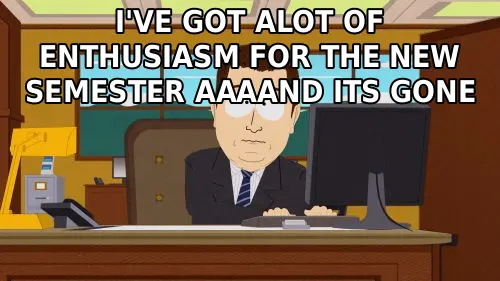 I'VE GOT ALOT OF
ENTHUSIASM FOR THE NEW
SEMESTER AAAAND ITS GONE